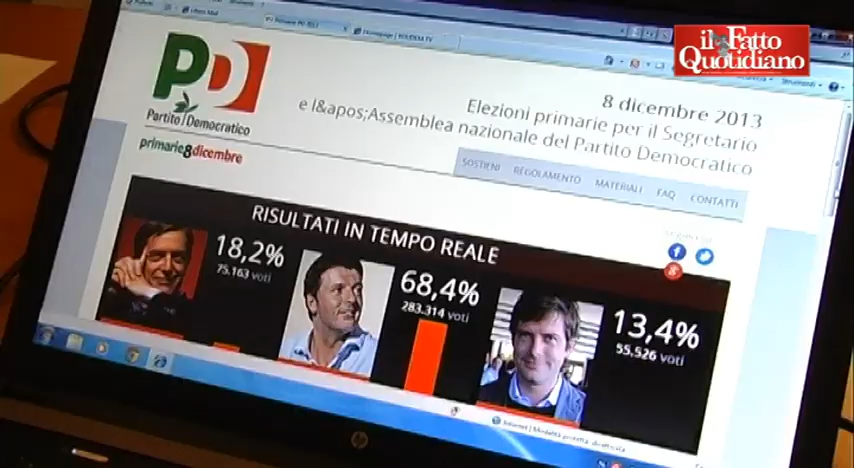 il Fatto
Quotidiano
PD
Partito Democratico
primarie8dicembre
8 dicembre 2013
Elezioni primarie per il Segretario
e l&apos;Assemblea nazionale del Partito Democratico
SOSTIENI REGOLAMENTO MATERIALI FAQ CONTATTI
RISULTATI IN TEMPO REALE
18,2%
75.163 voti
68,4%
283.314 voti
13,4%
55.526 voti
hp